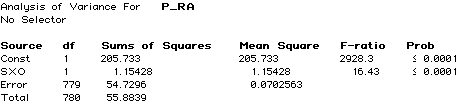 Analysis of Variance For P_RA
No Selector
Source df Sums of Squares Mean Square F-ratio Prob
Const 1 205.733 205.733 2928.3 ≤ 0.0001
SXO 1 1.15428 1.15428 16.43 ≤ 0.0001
Error 779 54.7296 0.0702563
Total 780 55.8839